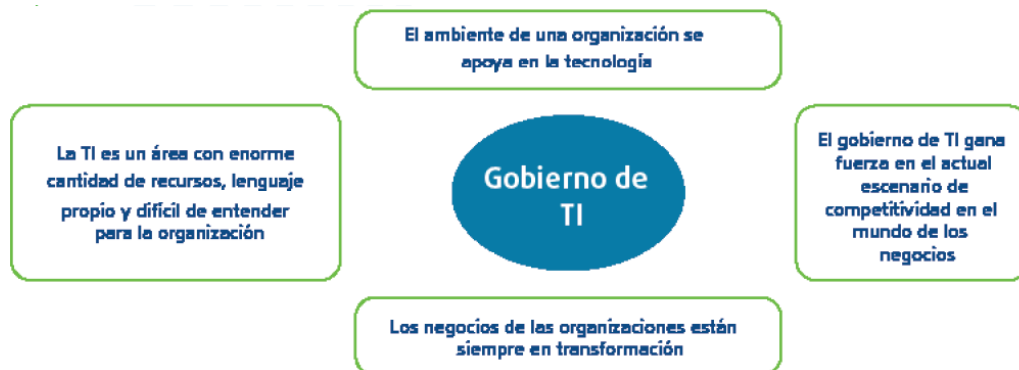 El ambiente de una organización se
apoya en la tecnología
La TI es un área con enorme
cantidad de recursos, lenguaje
propio y difícil de entender
para la organización
Gobierno de
TI
El gobierno de TI gana
fuerza en el actual
escenario de
competitividad en el
mundo de los
negocios
Los negocios de las organizaciones están
siempre en transformación